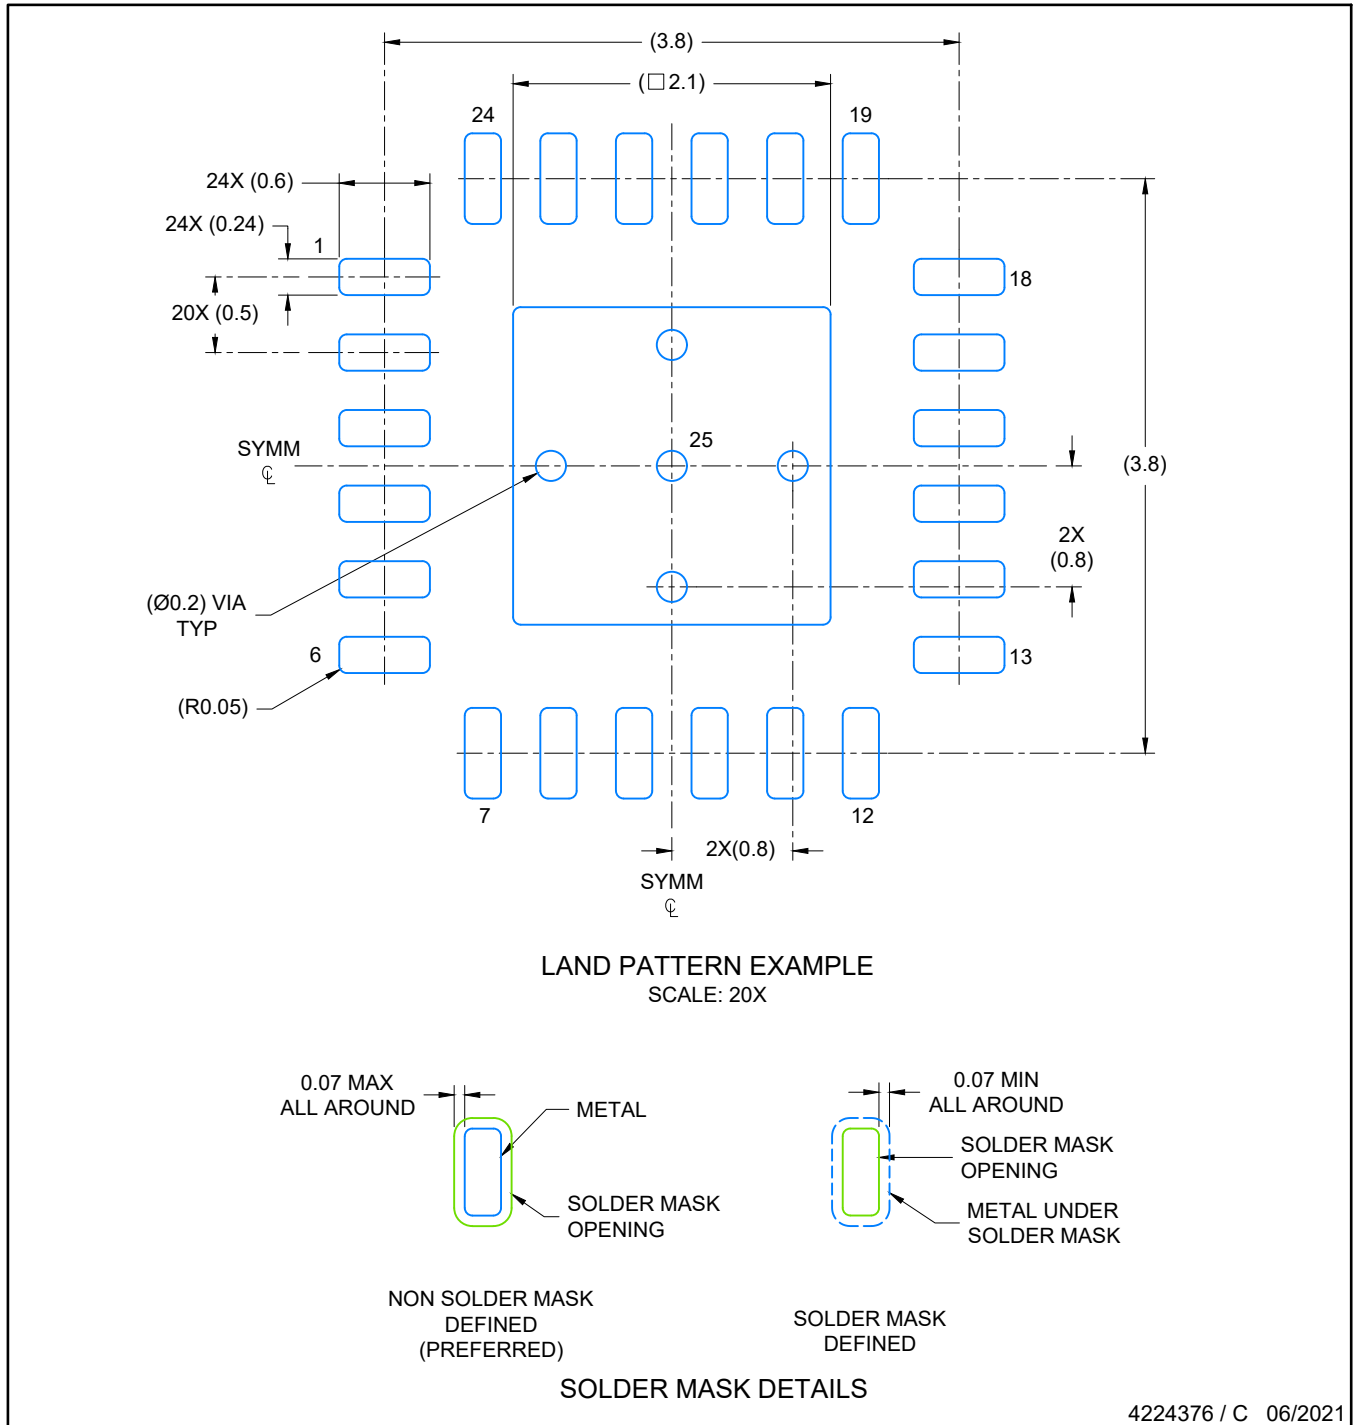 (3.8)
(□2.1)
24
19
24X (0.6)
24X (0.24)
1
18
20X (0.5)
SYMM
℄
25
(3.8)
2X
(0.8)
(Ø0.2) VIA
TYP
6
13
(R0.05)
7
12
2X(0.8)
SYMM
℄
LAND PATTERN EXAMPLE
SCALE: 20X
0.07 MAX
ALL AROUND
METAL
SOLDER MASK
OPENING
0.07 MIN
ALL AROUND
SOLDER MASK
OPENING
METAL UNDER
SOLDER MASK
NON SOLDER MASK
DEFINED
(PREFERRED)
SOLDER MASK
DEFINED
SOLDER MASK DETAILS
4224376 / C 06/2021